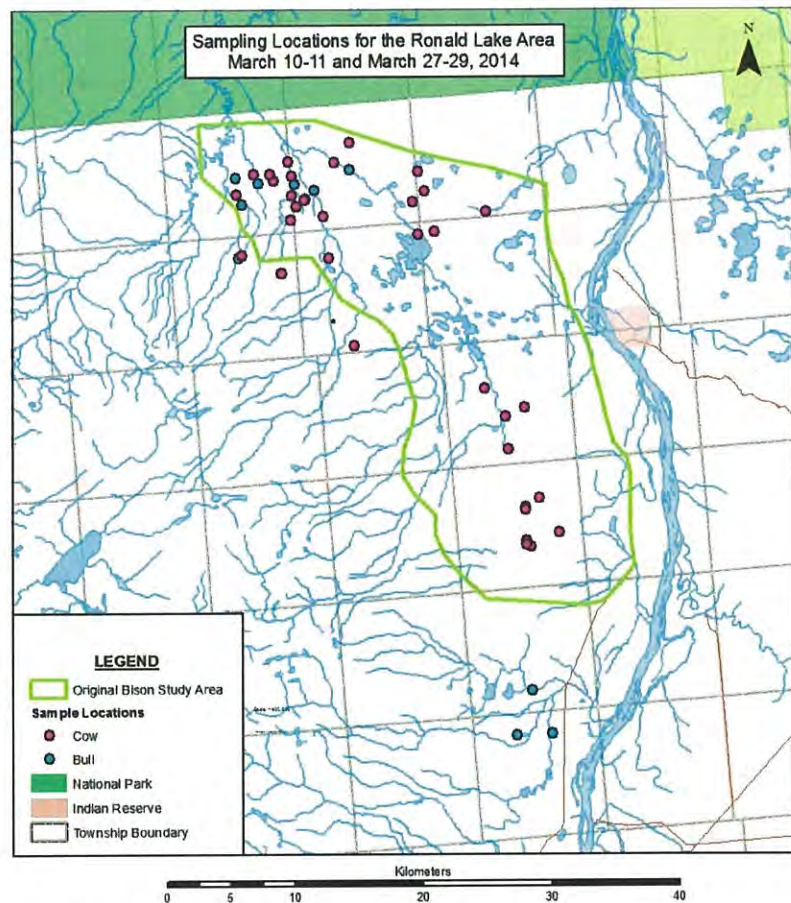 Sampling Locations for the Ronald Lake Area
March 10-11 and March 27-29, 2014
N
LEGEND
Original Bison Study Area
Sample Locations
Cow
Bull
National Park
Indian Reserve
Township Boundary
Kilometers
0 5 10 20 30 40